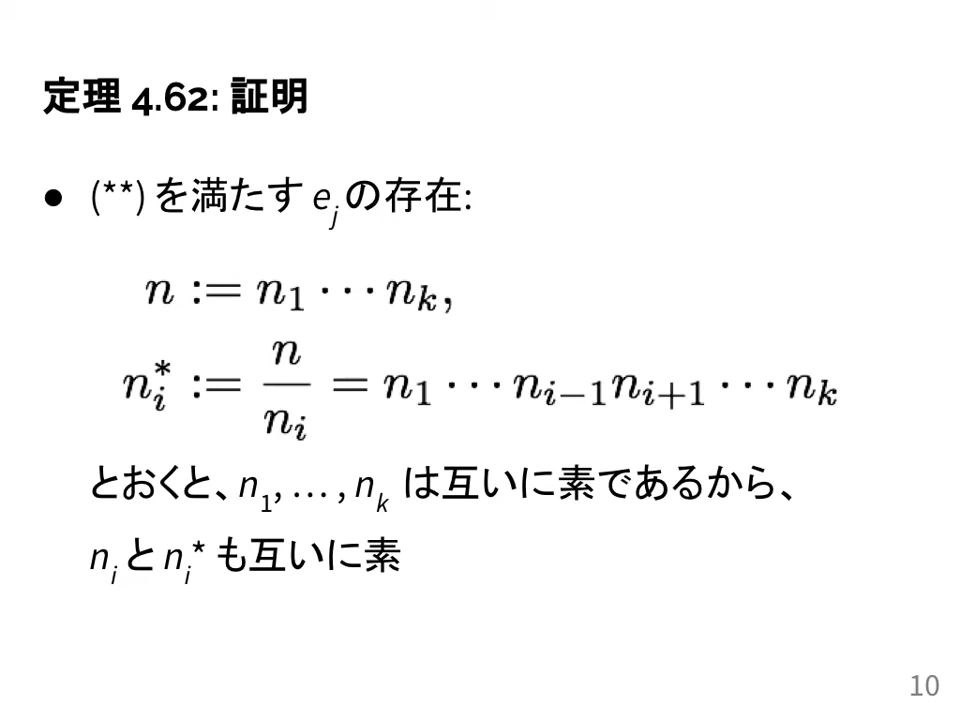 定理 4.62: 証明
● (**) を満たす e_j の存在:
n := n_1 ⋯ n_k,
n_i^* := n/n_i = n_1 ⋯ n_{i−1} n_{i+1} ⋯ n_k
とおくと、n_1, … , n_k は互いに素であるから、
n_i と n_i* も互いに素
10